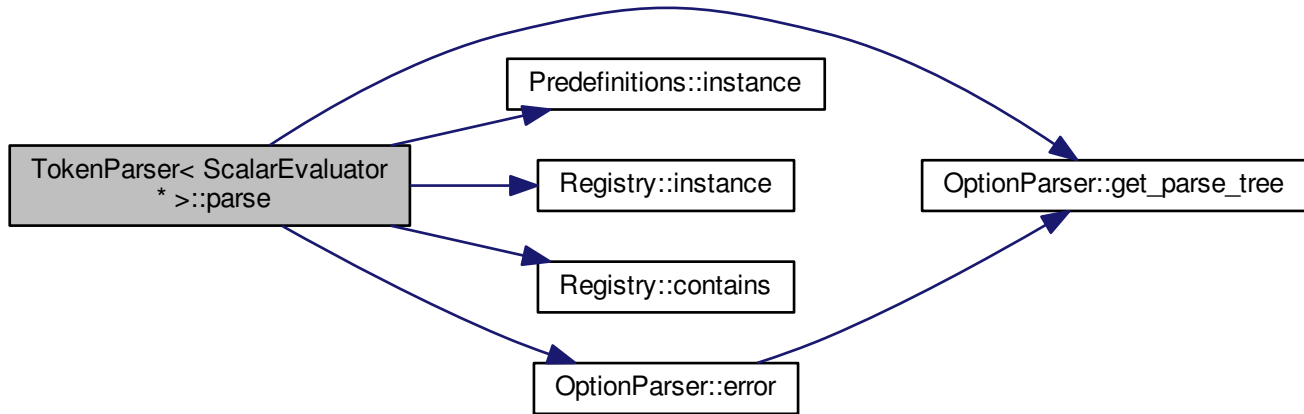 TokenParser< ScalarEvaluator
* >::parse
Predefinitions::instance
Registry::instance
Registry::contains
OptionParser::error
OptionParser::get_parse_tree